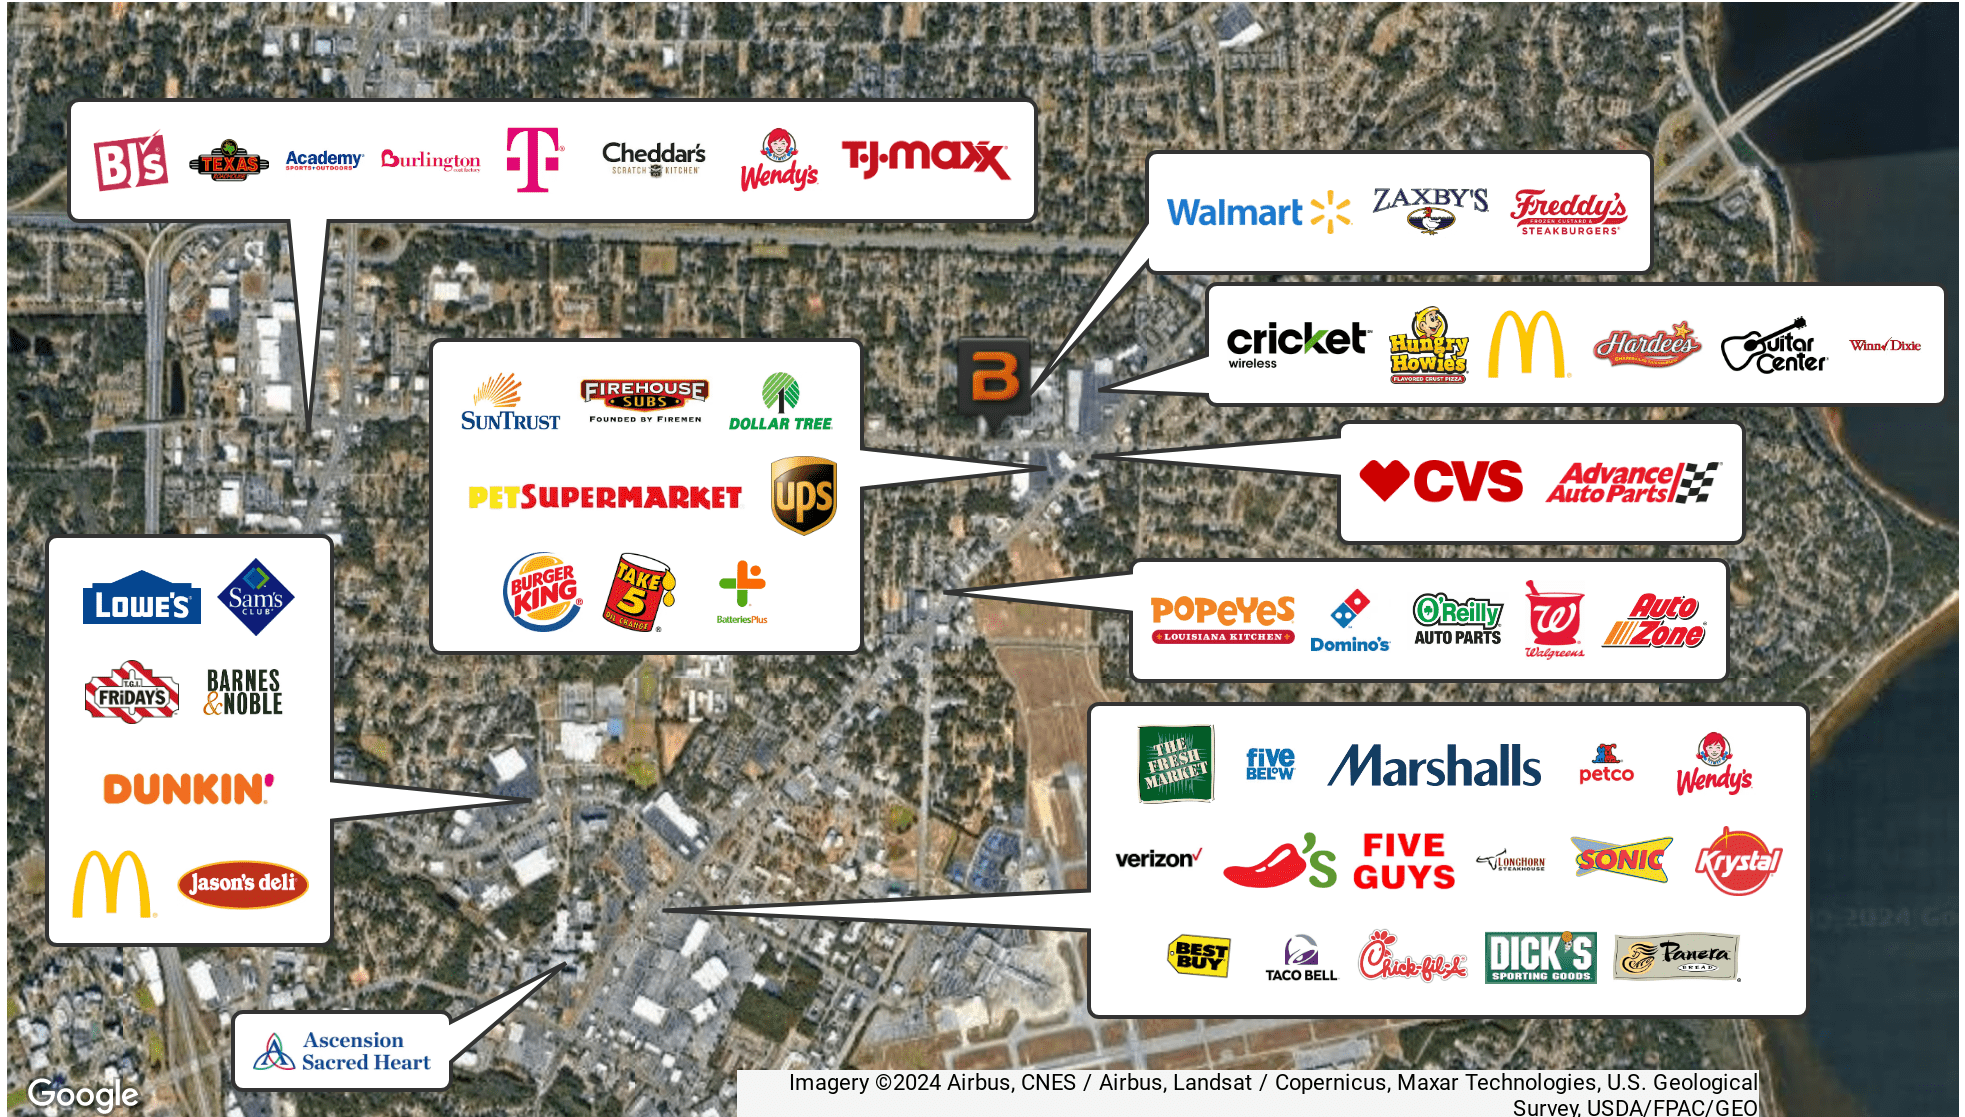 BJ's
TEXAS
ROADHOUSE
Academy
SPORTS+OUTDOORS
Burlington
coat factory
T
Cheddar's
SCRATCH KITCHEN
Wendy's
T·J·maxx
Walmart
ZAXBY'S
Freddy's
FROZEN CUSTARD &
STEAKBURGERS
cricket
wireless
Hungry
Howie's
FLAVORED CRUST PIZZA
M
Hardee's
Guitar
Center
Winn Dixie
B
SUNTRUST
FIREHOUSE
SUBS
FOUNDED BY FIREMEN
DOLLAR TREE
PETSUPERMARKET
ups
BURGER
KING
TAKE
5
OIL CHANGE
BatteriesPlus
CVS
Advance
Auto Parts
POPEYES
LOUISIANA KITCHEN
Domino's
O'Reilly
AUTO PARTS
W
Walgreens
Auto
Zone
LOWE'S
Sam's
CLUB
T.G.I.
FRiDAY'S
BARNES
&NOBLE
DUNKIN'
M
Jason's deli
THE
FRESH
MARKET
five
BELOW
Marshalls
petco
Wendy's
verizon
's
FIVE
GUYS
LONGHORN
STEAKHOUSE
SONIC
Krystal
BEST
BUY
TACO BELL
Chick-fil-A
DICK'S
SPORTING GOODS
Panera
BREAD
Ascension
Sacred Heart
Google
Imagery ©2024 Airbus, CNES / Airbus, Landsat / Copernicus, Maxar Technologies, U.S. Geological
Survey, USDA/FPAC/GEO